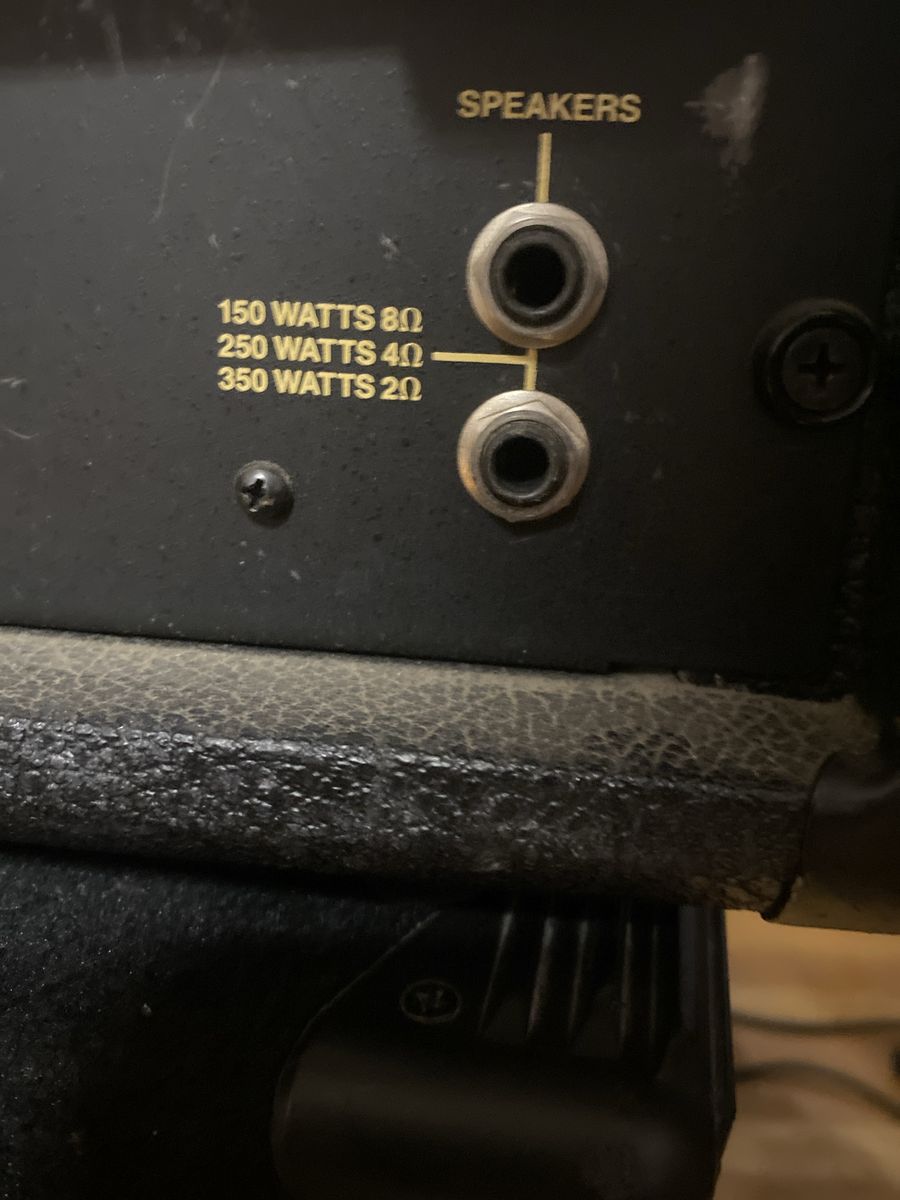 SPEAKERS
150 WATTS 8Ω
250 WATTS 4Ω
350 WATTS 2Ω